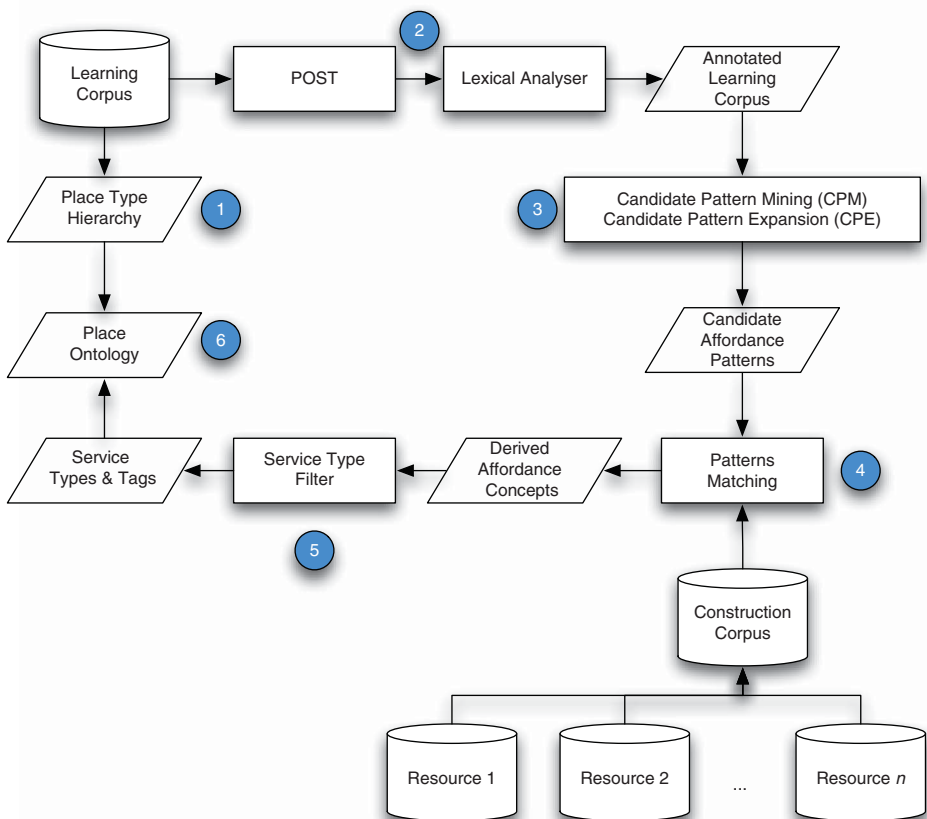 2
Learning
Corpus
POST
Lexical Analyser
Annotated
Learning
Corpus
Place Type
Hierarchy
1
3
Candidate Pattern Mining (CPM)
Candidate Pattern Expansion (CPE)
Place
Ontology
6
Candidate
Affordance
Patterns
Service
Types & Tags
Service Type
Filter
Derived
Affordance
Concepts
Patterns
Matching
4
5
Construction
Corpus
Resource 1
Resource 2
...
Resource n